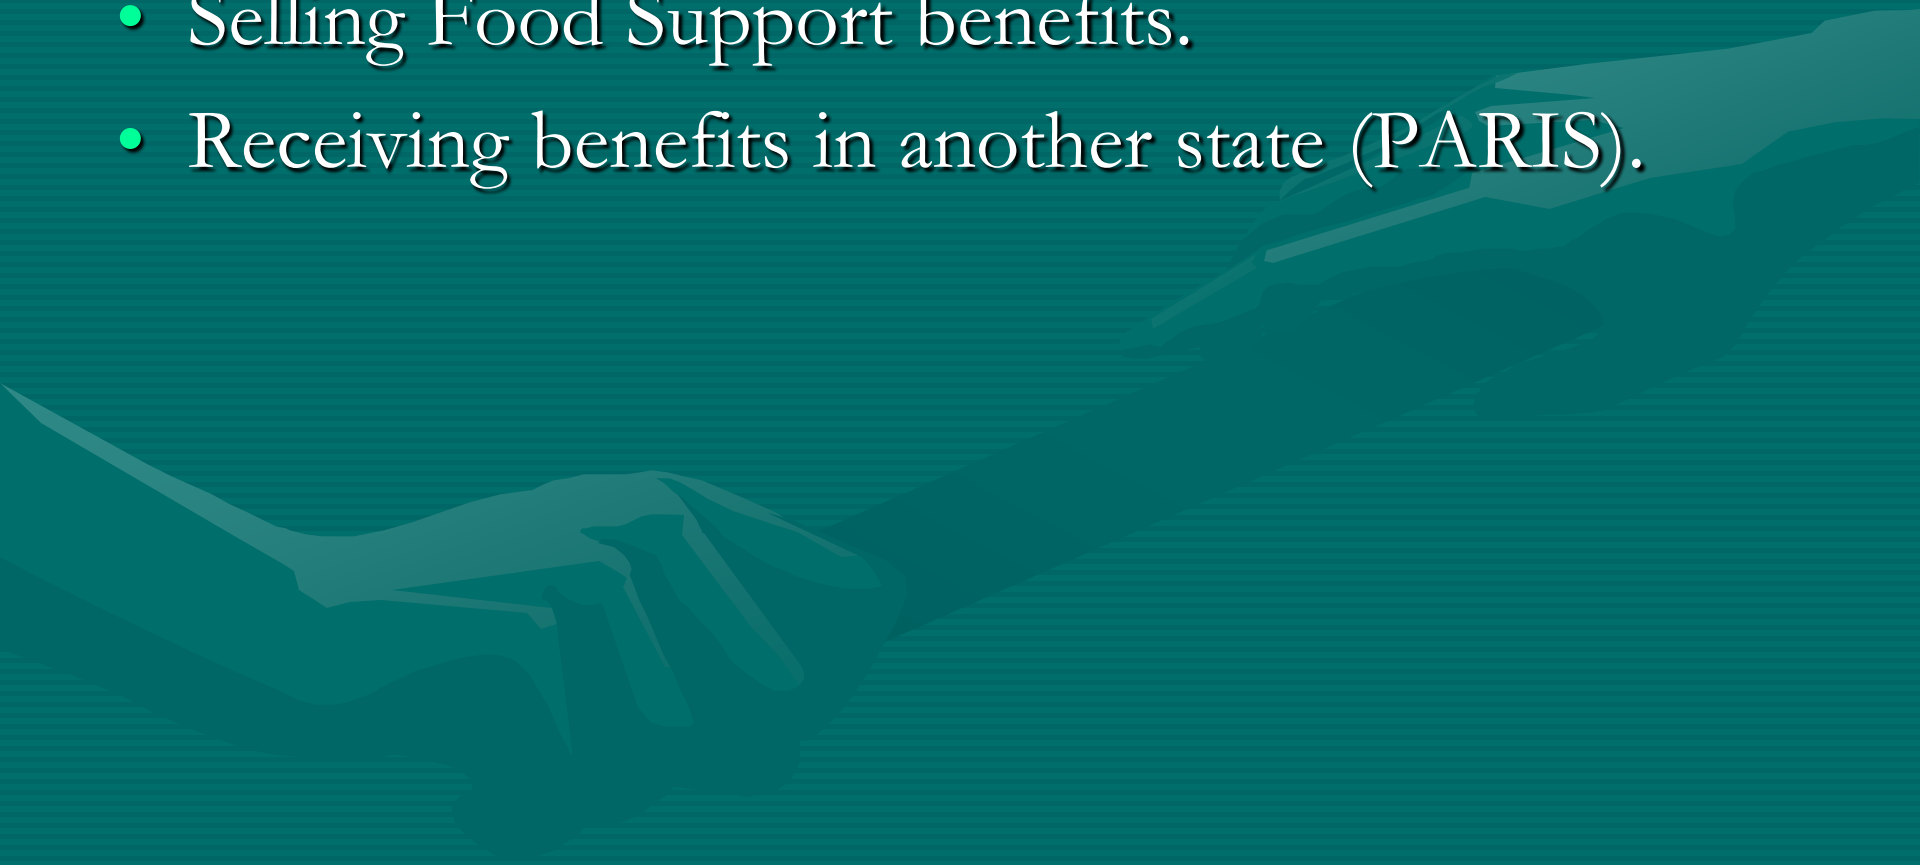 • Selling Food Support benefits.
• Receiving benefits in another state (PARIS).